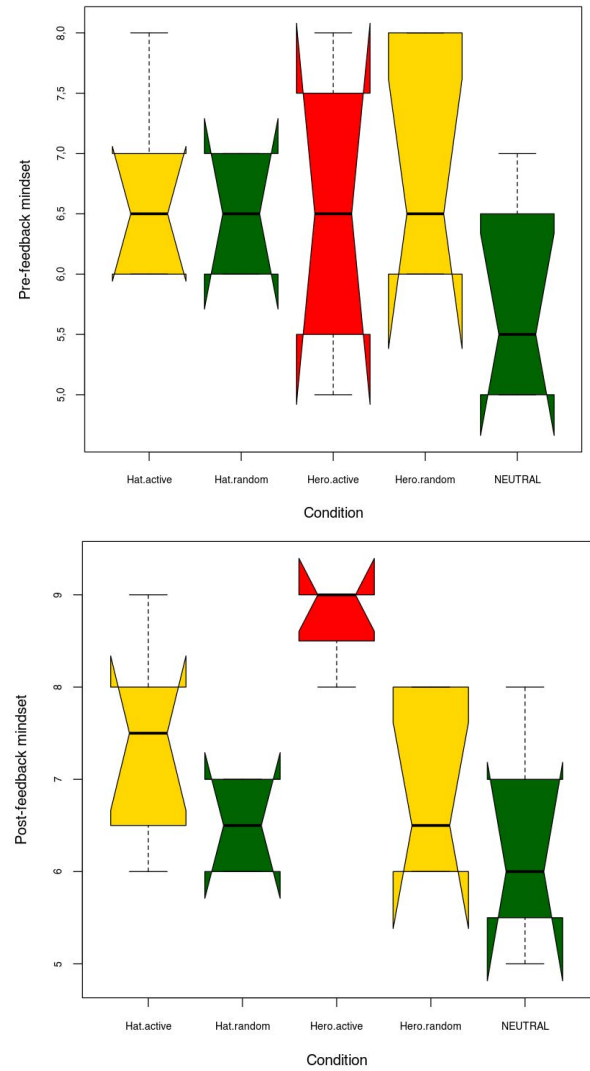 Pre-feedback mindset
8,0
7,5
7,0
6,5
6,0
5,5
5,0
Hat.active Hat.random Hero.active Hero.random NEUTRAL
Condition
Post-feedback mindset
9
8
7
6
5
Hat.active Hat.random Hero.active Hero.random NEUTRAL
Condition